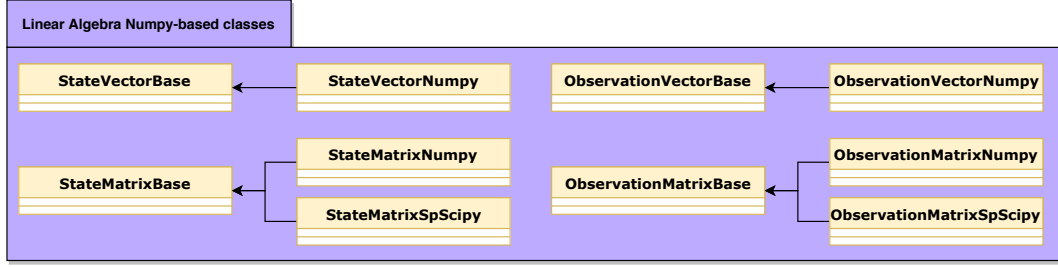 Linear Algebra Numpy-based classes
StateVectorBase
StateVectorNumpy
ObservationVectorBase
ObservationVectorNumpy
StateMatrixBase
StateMatrixNumpy
StateMatrixSpScipy
ObservationMatrixBase
ObservationMatrixNumpy
ObservationMatrixSpScipy